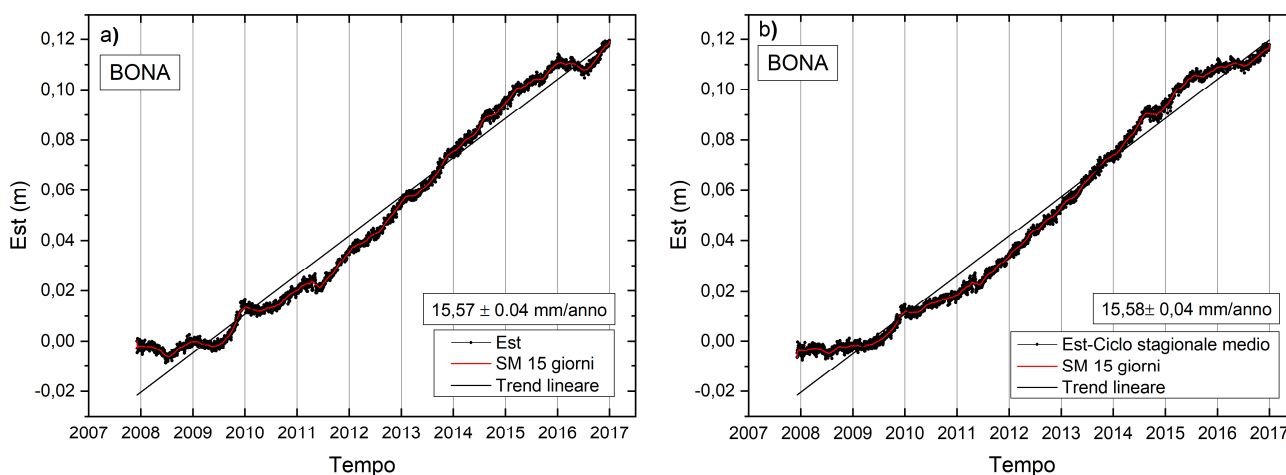 a)
BONA
0,12
0,10
0,08
0,06
0,04
0,02
0,00
-0,02
Est (m)
15,57 ± 0.04 mm/anno
Est
SM 15 giorni
Trend lineare
2007 2008 2009 2010 2011 2012 2013 2014 2015 2016 2017
Tempo
b)
BONA
0,12
0,10
0,08
0,06
0,04
0,02
0,00
-0,02
Est (m)
15,58± 0,04 mm/anno
Est-Ciclo stagionale medio
SM 15 giorni
Trend lineare
2007 2008 2009 2010 2011 2012 2013 2014 2015 2016 2017
Tempo